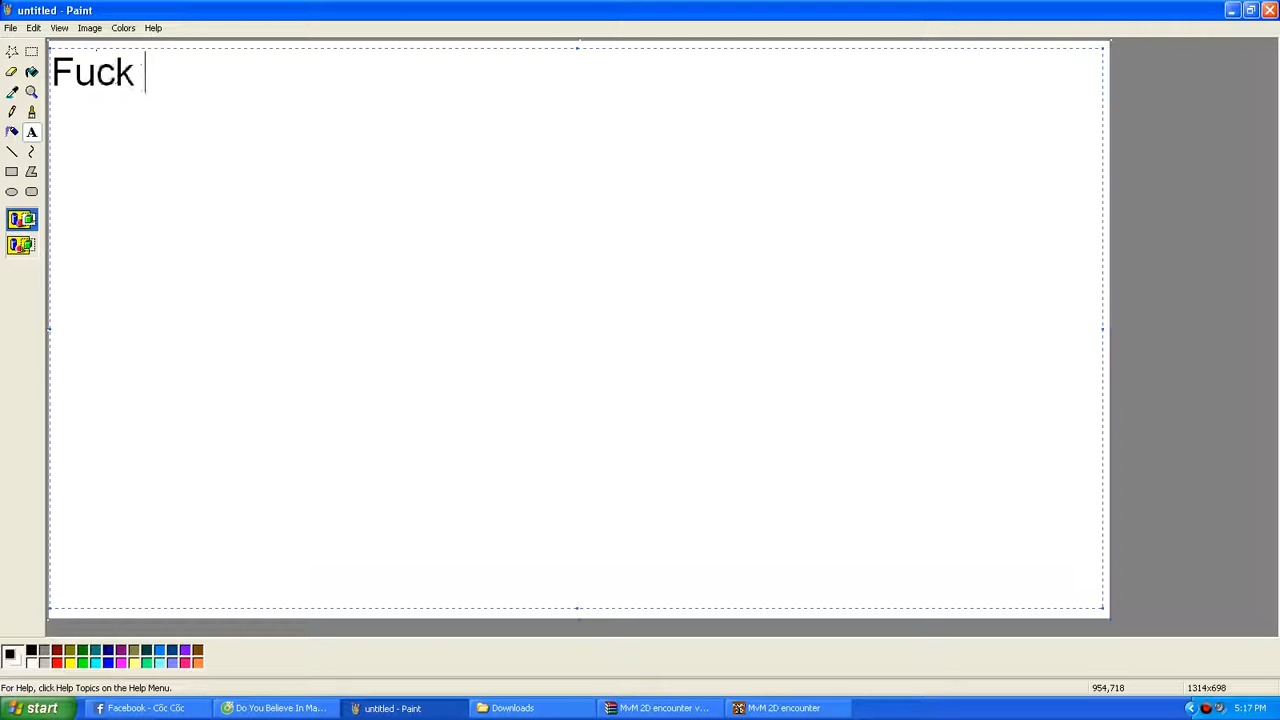 untitled - Paint
File Edit View Image Colors Help
Fuck
A
For Help, click Help Topics on the Help Menu.
954,718
1314x698
start
Facebook - Cốc Cốc
Do You Believe In Ma...
untitled - Paint
Downloads
MvM 2D encounter v...
MvM 2D encounter
5:17 PM